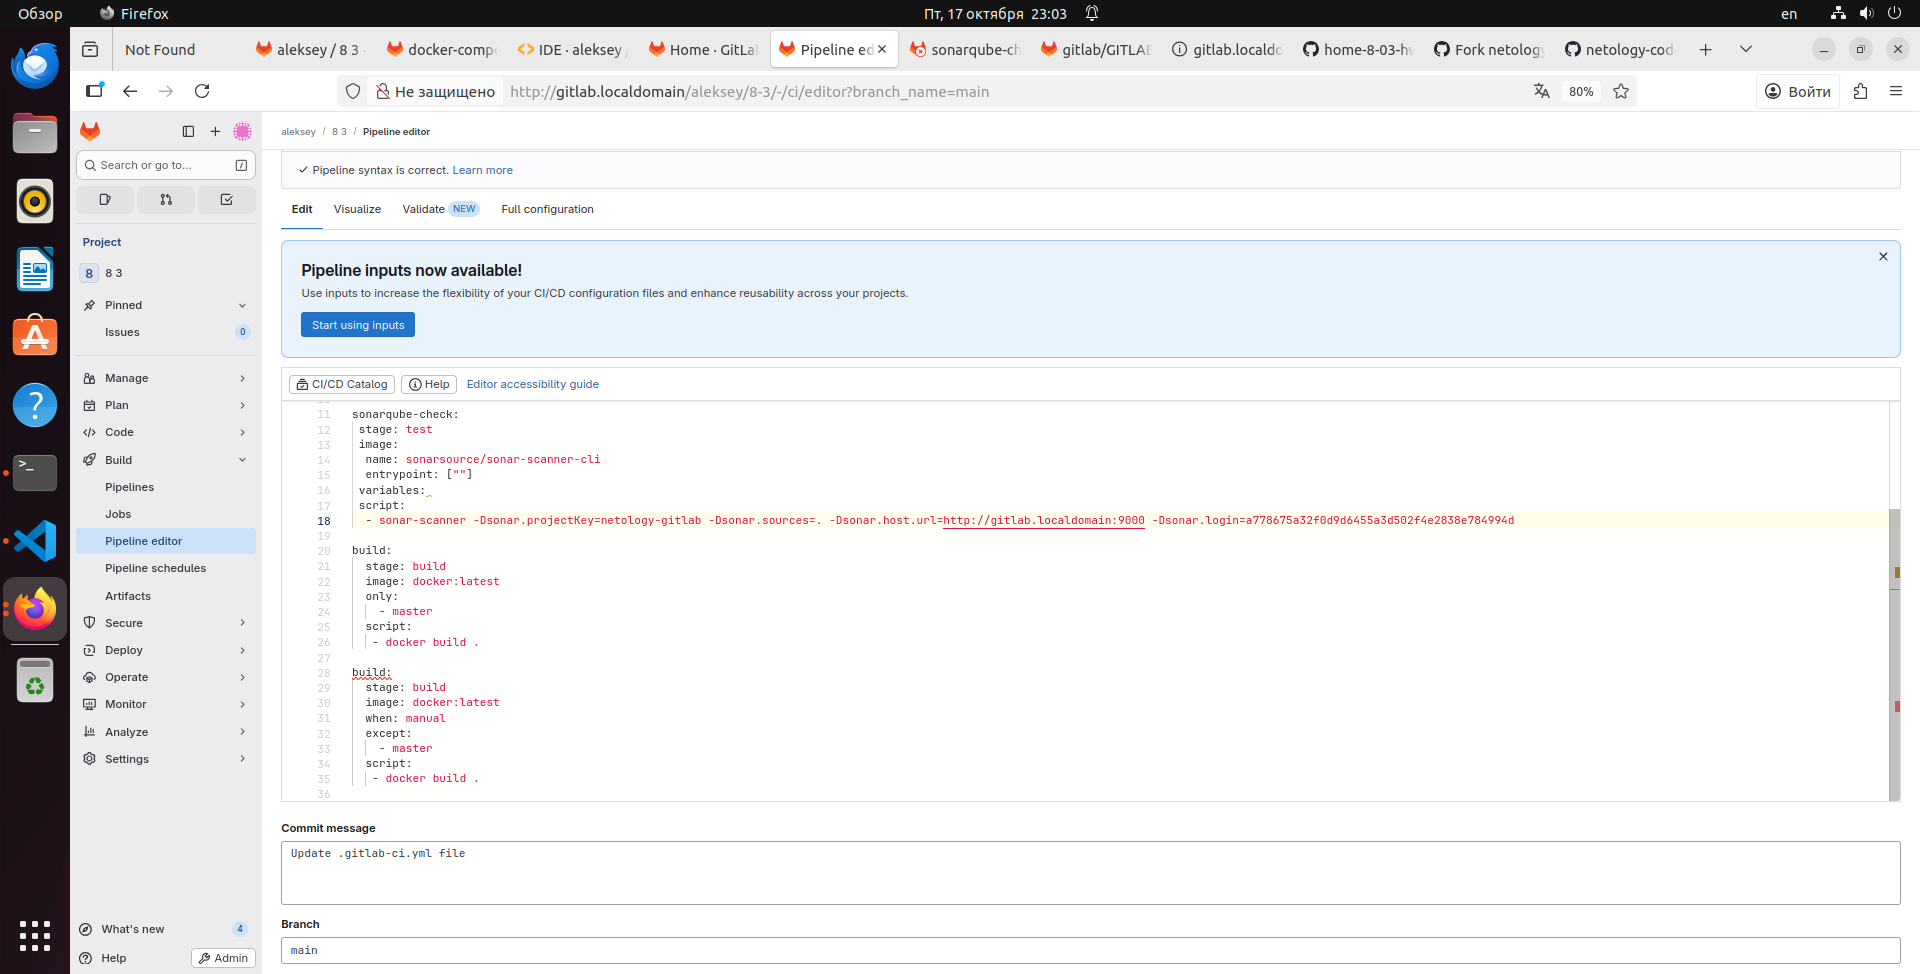 Обзор
Firefox
Пт, 17 октября 23:03
en
Not Found
aleksey / 8 3
docker-comp
IDE · aleksey /
Home · GitLa
Pipeline ed
sonarqube-ch
gitlab/GITLAB
gitlab.localdo
home-8-03-hw
Fork netology
netology-cod
Не защищено
http://gitlab.localdomain/aleksey/8-3/-/ci/editor?branch_name=main
80%
Войти
Search or go to...
/
Project
8
8 3
Pinned
Issues
0
Manage
Plan
Code
Build
Pipelines
Jobs
Pipeline editor
Pipeline schedules
Artifacts
Secure
Deploy
Operate
Monitor
Analyze
Settings
What's new
4
Help
Admin
aleksey / 8 3 / Pipeline editor
Pipeline syntax is correct. Learn more
Edit
Visualize
Validate NEW
Full configuration
Pipeline inputs now available!
Use inputs to increase the flexibility of your CI/CD configuration files and enhance reusability across your projects.
Start using inputs
CI/CD Catalog
Help
Editor accessibility guide
11 sonarqube-check:
12 stage: test
13 image:
14 name: sonarsource/sonar-scanner-cli
15 entrypoint: [""]
16 variables:
17 script:
18 - sonar-scanner -Dsonar.projectKey=netology-gitlab -Dsonar.sources=. -Dsonar.host.url=http://gitlab.localdomain:9000 -Dsonar.login=a778675a32f0d9d6455a3d502f4e2838e784994d
19
20 build:
21 stage: build
22 image: docker:latest
23 only:
24 - master
25 script:
26 - docker build .
27
28 build:
29 stage: build
30 image: docker:latest
31 when: manual
32 except:
33 - master
34 script:
35 - docker build .
36
Commit message
Update .gitlab-ci.yml file
Branch
main